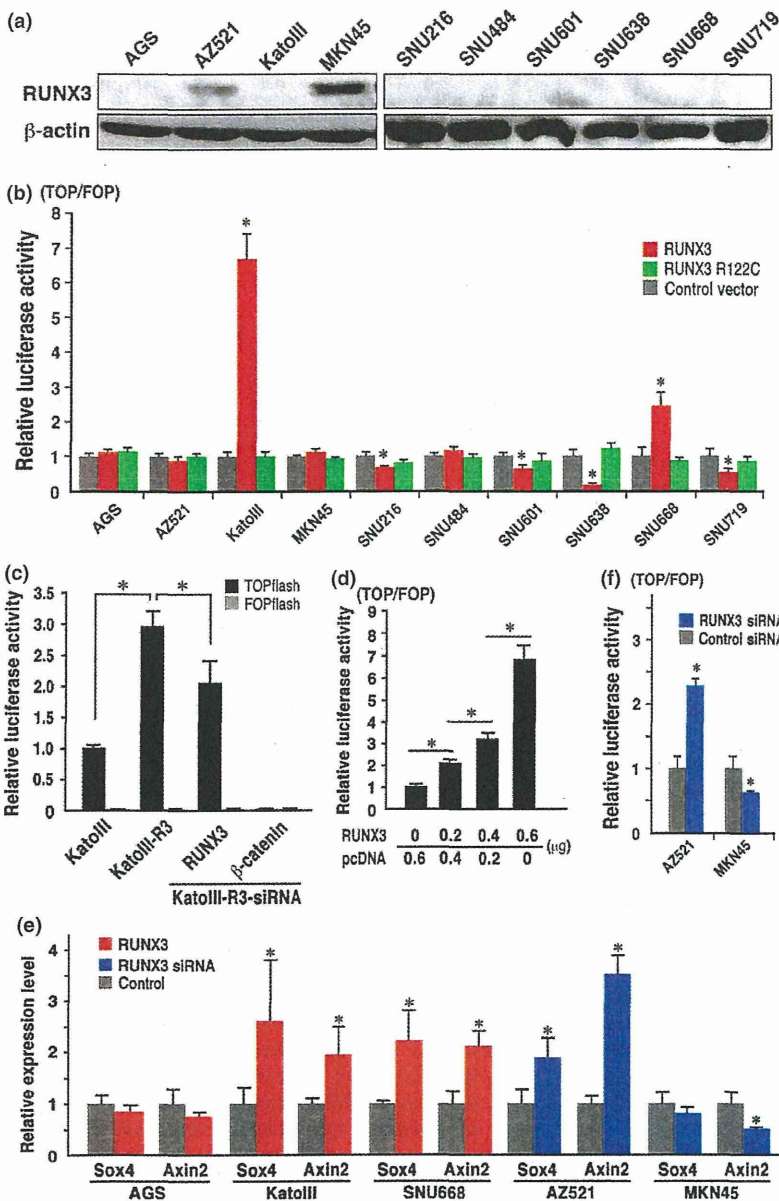 (a)
AGS AZ521 KatoIII MKN45 SNU216 SNU484 SNU601 SNU638 SNU668 SNU719
RUNX3
β-actin
(b) (TOP/FOP)
Relative luciferase activity
8
7
6
5
4
3
2
1
0
*
*
*
*
*
*
RUNX3
RUNX3 R122C
Control vector
AGS AZ521 KatoIII MKN45 SNU216 SNU484 SNU601 SNU638 SNU668 SNU719
(c)
Relative luciferase activity
3.5
3.0
2.5
2.0
1.5
1.0
0.5
0
* *
TOPflash
FOPflash
KatoIII KatoIII-R3 RUNX3 β-catenin
KatoIII-R3-siRNA
(d)
(TOP/FOP)
Relative luciferase activity
9
8
7
6
5
4
3
2
1
0
* * *
RUNX3 0 0.2 0.4 0.6
(μg)
pcDNA 0.6 0.4 0.2 0
(f)
(TOP/FOP)
Relative luciferase activity
3
2
1
0
RUNX3 siRNA
Control siRNA
* *
AZ521 MKN45
(e)
Relative expression level
4
3
2
1
0
RUNX3
RUNX3 siRNA
Control
* * * * * * *
Sox4 Axin2 Sox4 Axin2 Sox4 Axin2 Sox4 Axin2 Sox4 Axin2
AGS KatoIII SNU668 AZ521 MKN45